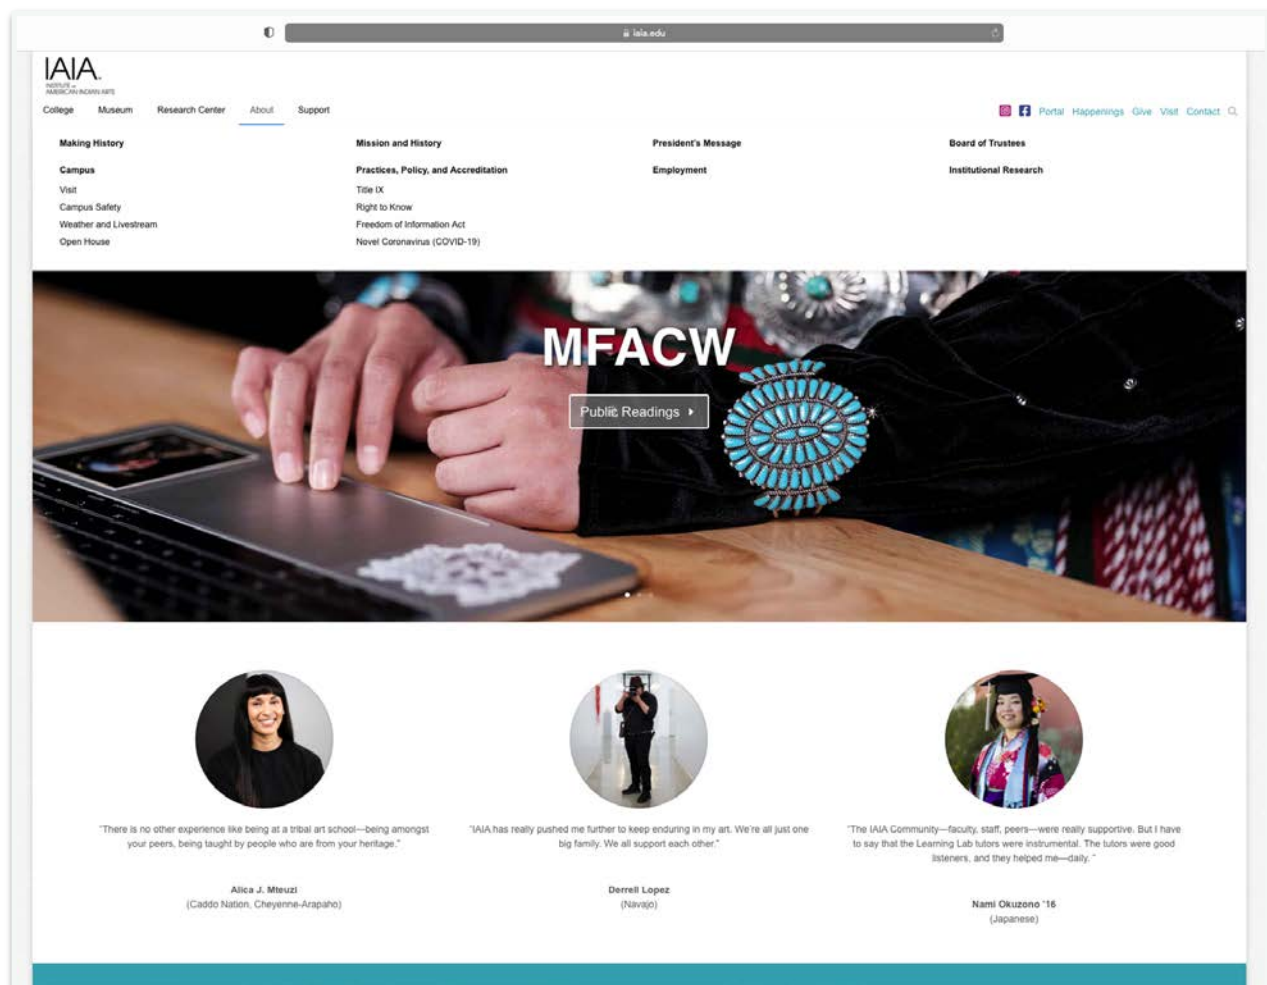 iaia.edu
IAIA
INSTITUTE of
AMERICAN INDIAN ARTS
College Museum Research Center About Support
Portal Happenings Give Visit Contact
Making History Mission and History President's Message Board of Trustees
Campus Practices, Policy, and Accreditation Employment Institutional Research
Visit Title IX
Campus Safety Right to Know
Weather and Livestream Freedom of Information Act
Open House Novel Coronavirus (COVID-19)
MFACW
Public Readings
"There is no other experience like being at a tribal art school—being amongst
your peers, being taught by people who are from your heritage."
Alica J. Mteuzi
(Caddo Nation, Cheyenne-Arapaho)
"IAIA has really pushed me further to keep enduring in my art. We're all just one
big family. We all support each other."
Derrell Lopez
(Navajo)
"The IAIA Community—faculty, staff, peers—were really supportive. But I have
to say that the Learning Lab tutors were instrumental. The tutors were good
listeners, and they helped me—daily. "
Nami Okuzono '16
(Japanese)